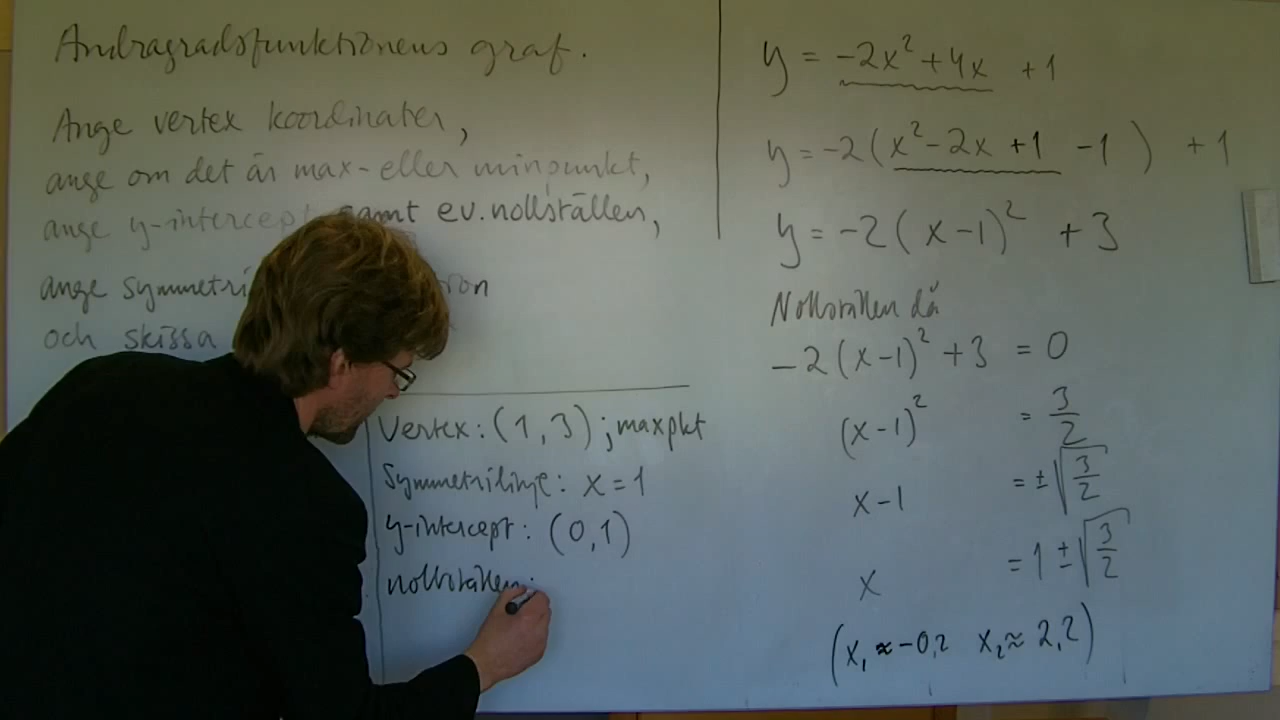 Andragradsfunktionens graf.
Ange vertex koordinater,
ange om det är max- eller minpunkt,
ange y-intercept samt ev. nollställen,
ange symmetri
och skissa
Vertex: (1,3) ; maxpkt
Symmetrilinje: x = 1
y-intercept: (0,1)
nollställen:
y = -2x² + 4x + 1
y = -2(x² - 2x + 1 - 1) + 1
y = -2(x-1)² + 3
Nollställen då
-2(x-1)² + 3 = 0
(x-1)² = 3/2
x-1 = ±√(3/2)
x = 1 ± √(3/2)
(x₁ ≈ -0,2 x₂ ≈ 2,2)